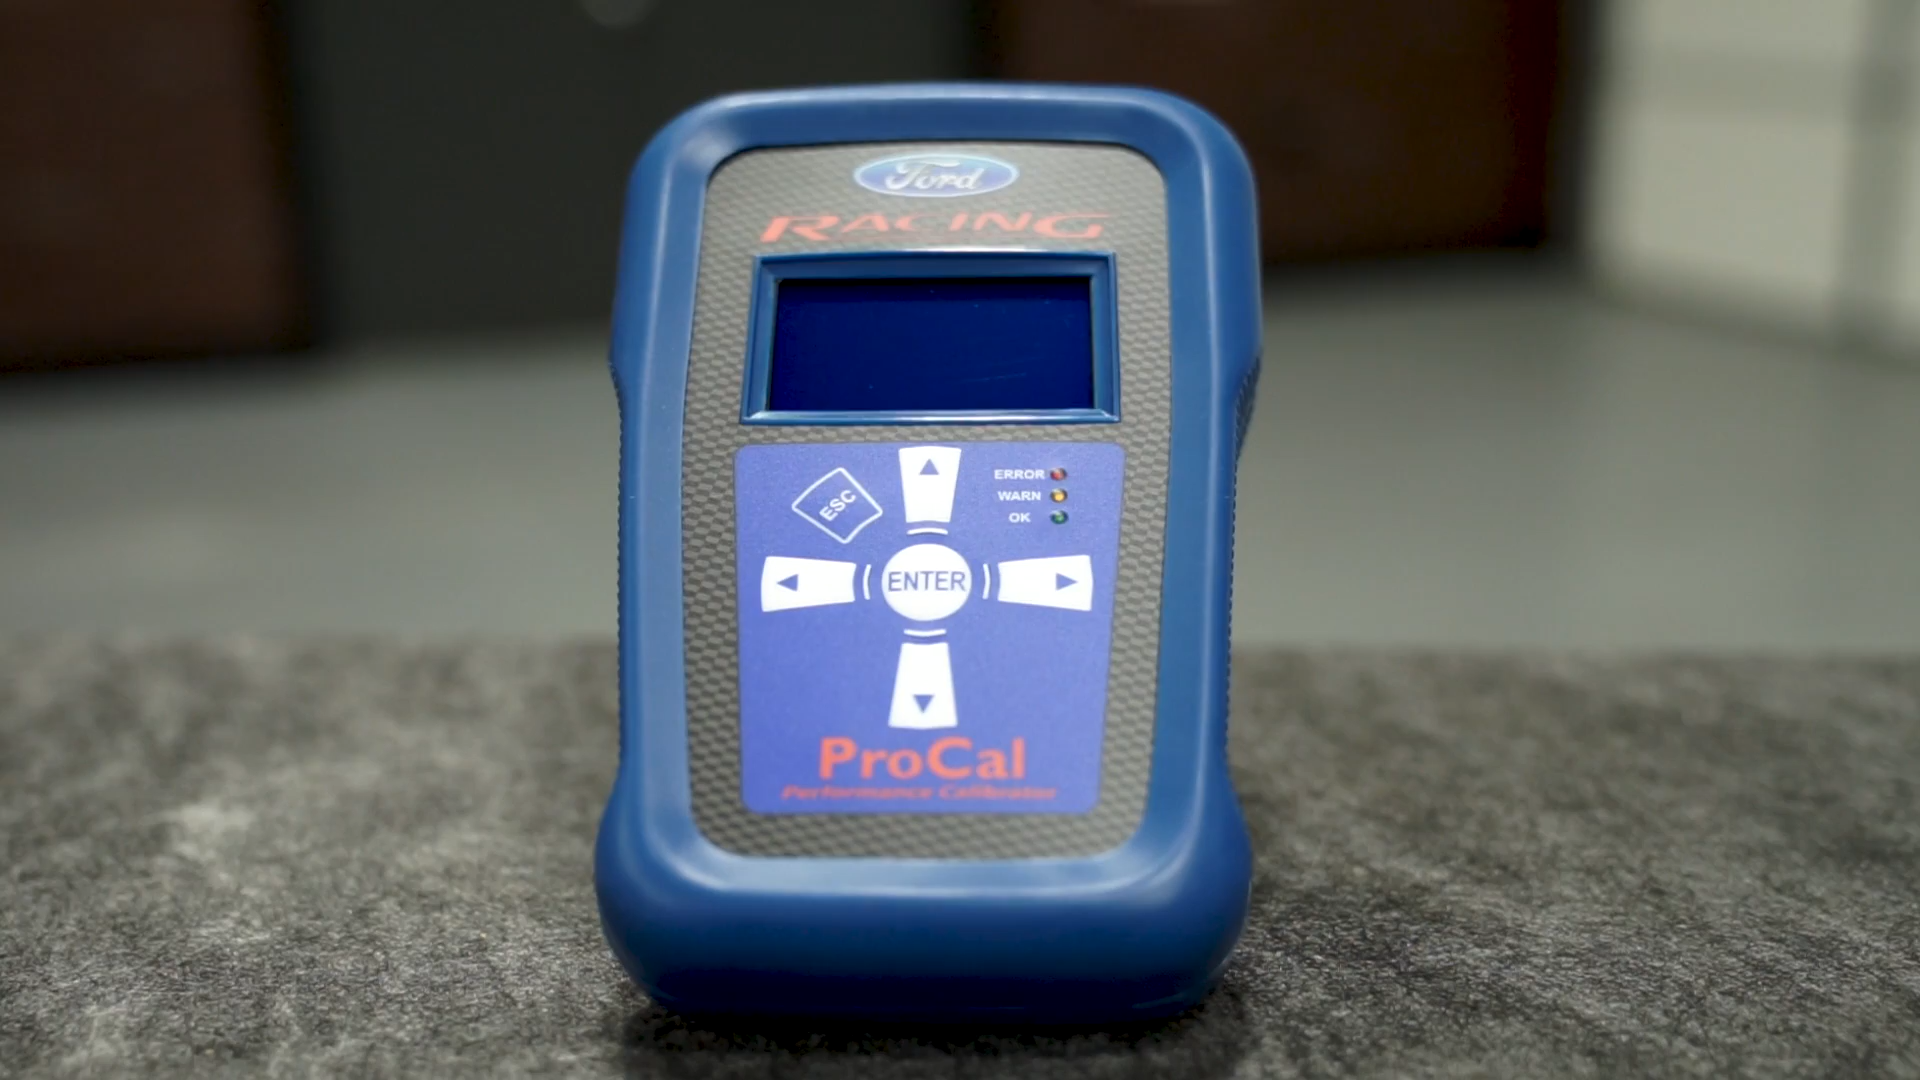 Ford
RACING
ESC
ERROR
WARN
OK
ENTER
ProCal
Performance Calibrator